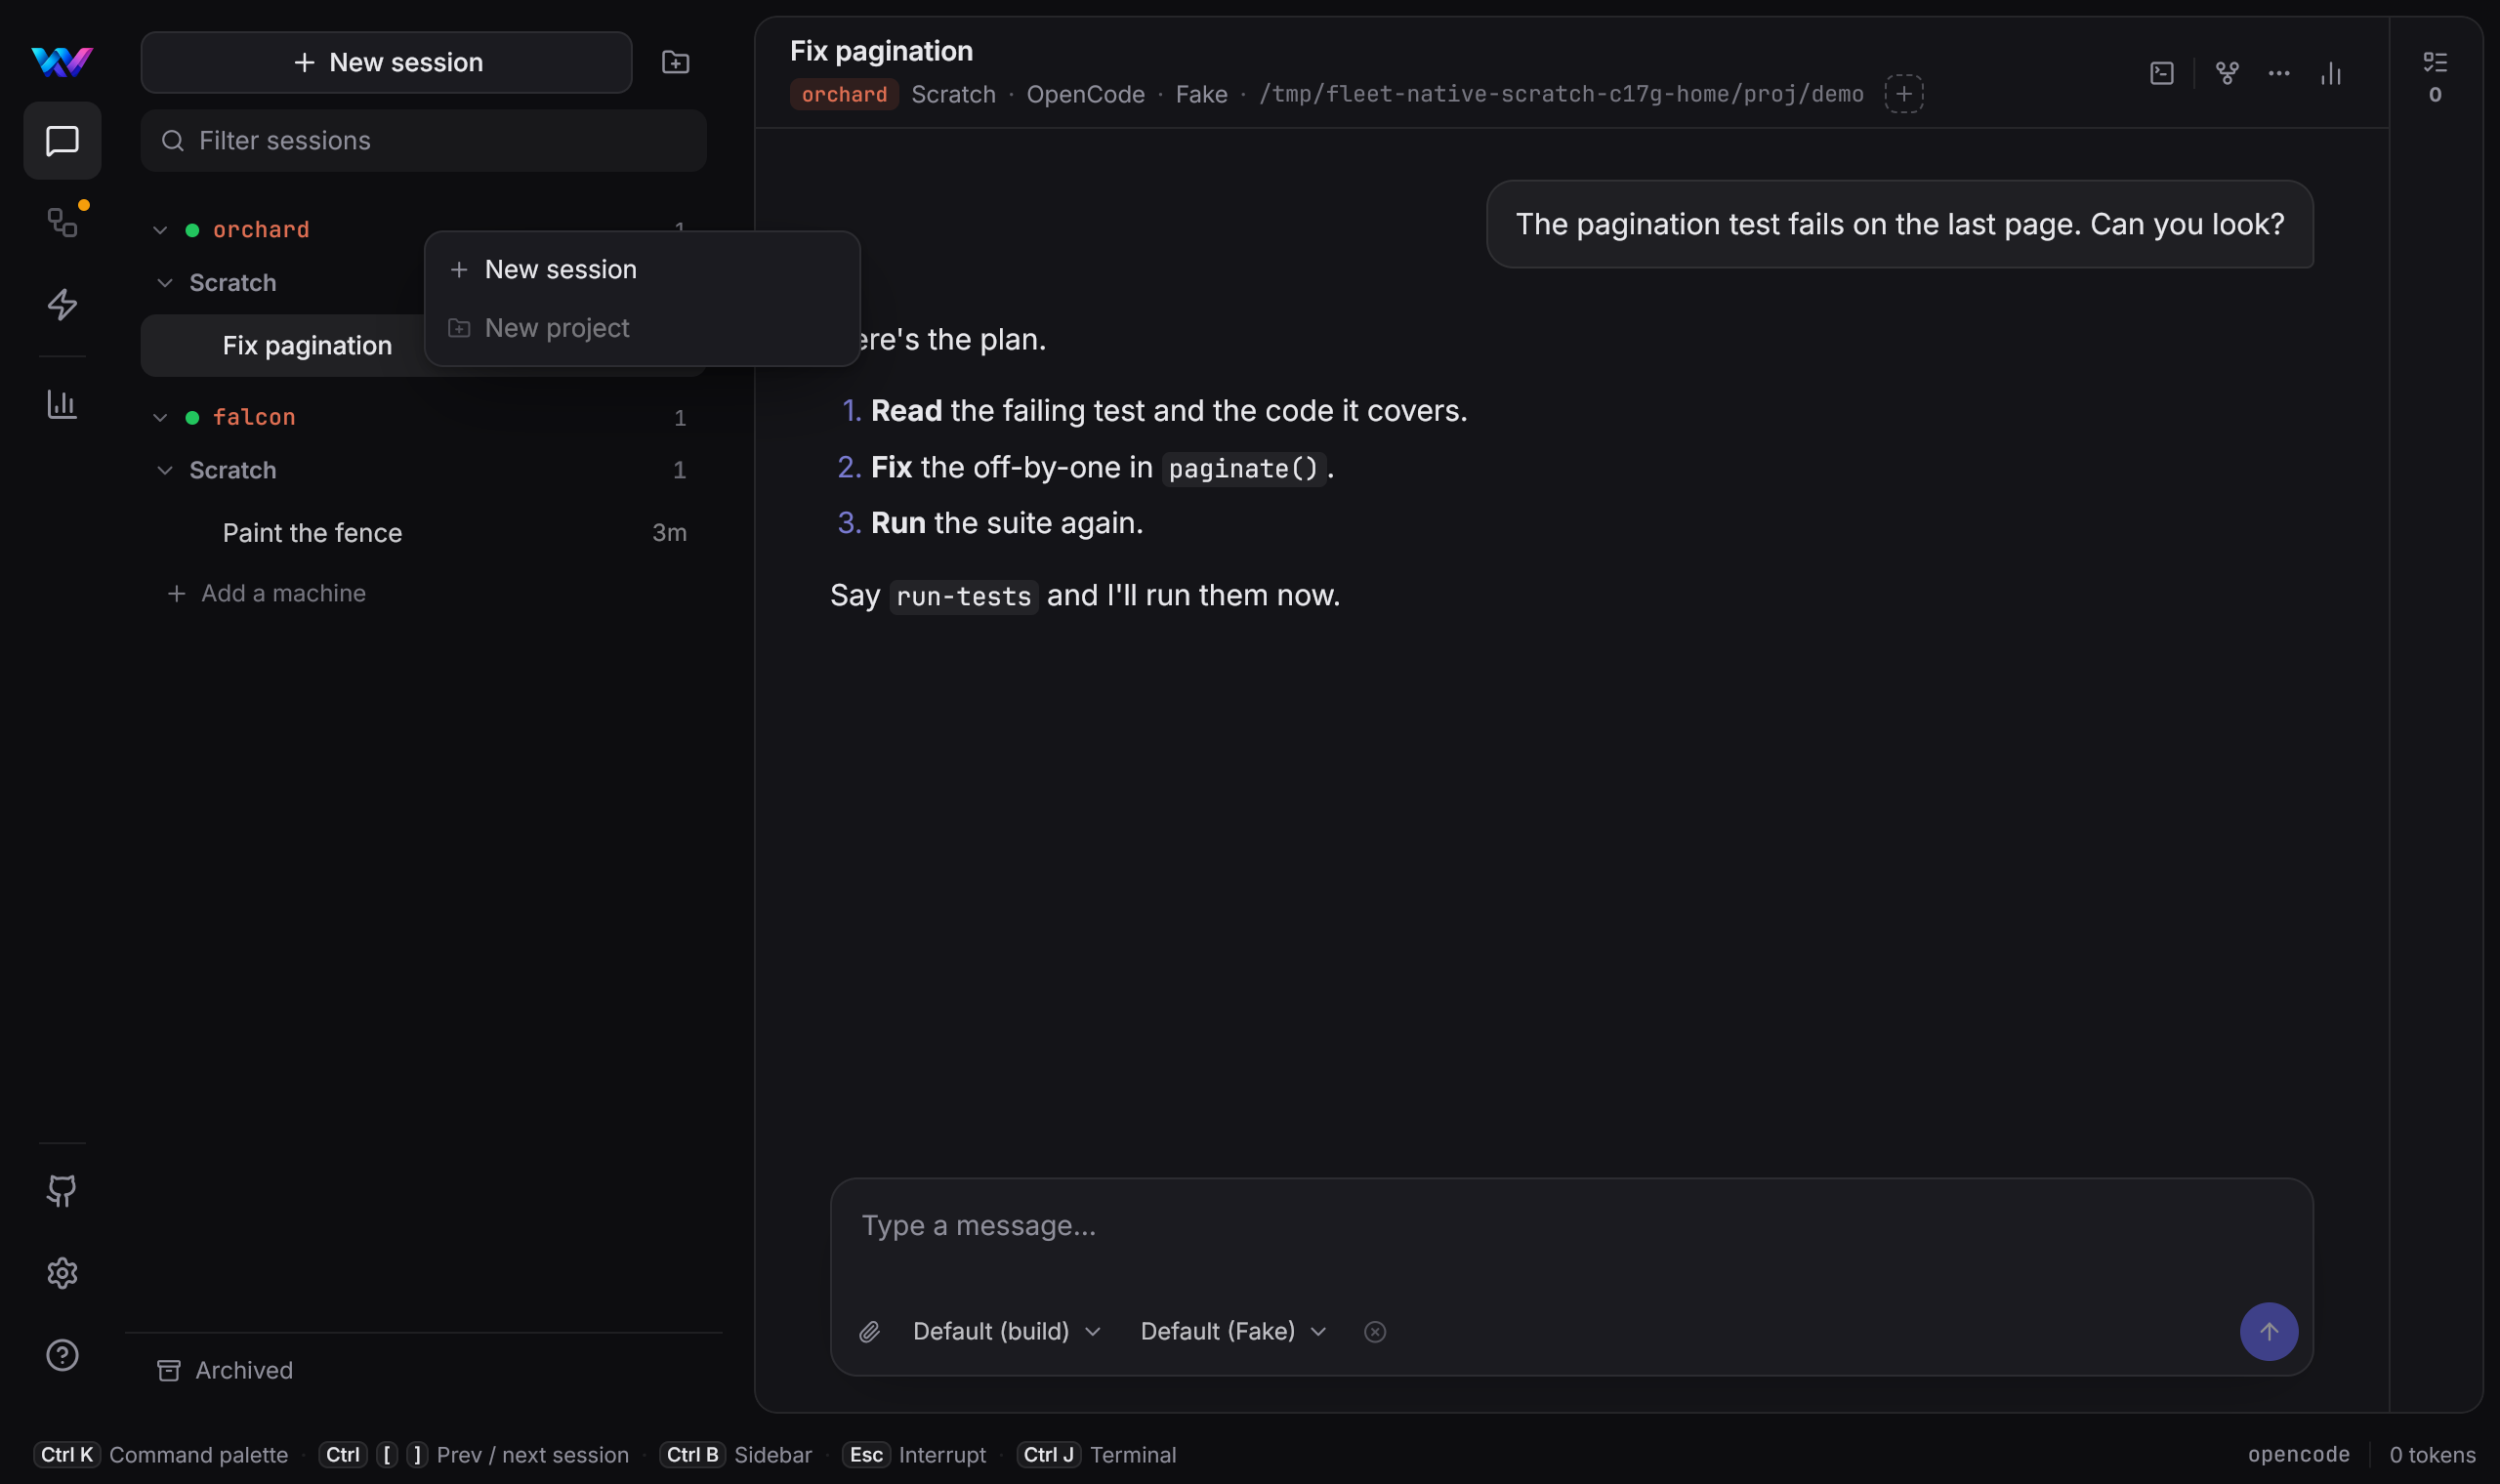 New session
Filter sessions
orchard 1
Scratch
Fix pagination
New session
New project
falcon 1
Scratch 1
Paint the fence 3m
Add a machine
Archived
Fix pagination
orchard Scratch · OpenCode · Fake · /tmp/fleet-native-scratch-c17g-home/proj/demo
0
The pagination test fails on the last page. Can you look?
ere's the plan.
1. Read the failing test and the code it covers.
2. Fix the off-by-one in paginate().
3. Run the suite again.
Say run-tests and I'll run them now.
Type a message...
Default (build) Default (Fake)
Ctrl K Command palette · Ctrl [ ] Prev / next session · Ctrl B Sidebar · Esc Interrupt · Ctrl J Terminal
opencode 0 tokens